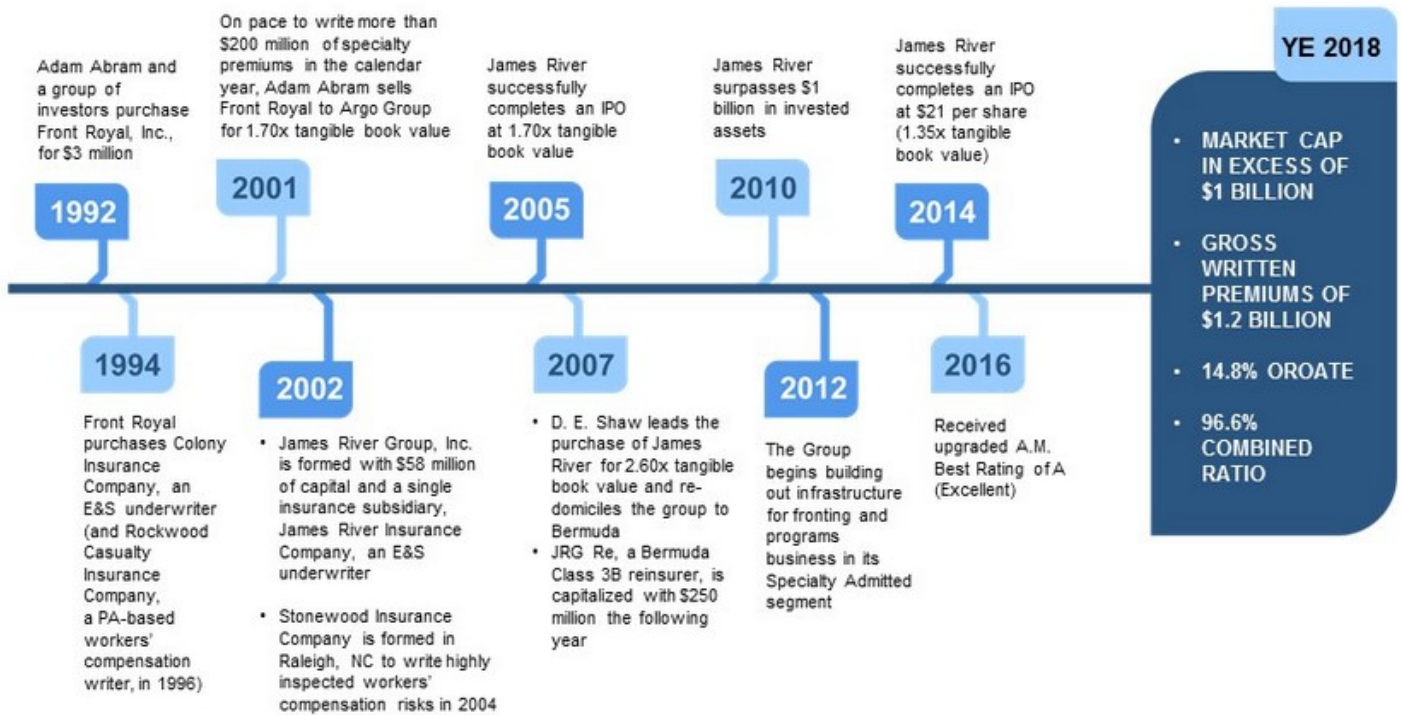 Adam Abram and
a group of
investors purchase
Front Royal, Inc.,
for $3 million
1992
On pace to write more than
$200 million of specialty
premiums in the calendar
year, Adam Abram sells
Front Royal to Argo Group
for 1.70x tangible book value
2001
James River
successfully
completes an IPO
at 1.70x tangible
book value
2005
James River
surpasses $1
billion in invested
assets
2010
James River
successfully
completes an IPO
at $21 per share
(1.35x tangible
book value)
2014
1994
Front Royal
purchases Colony
Insurance
Company, an
E&S underwriter
(and Rockwood
Casualty
Insurance
Company,
a PA-based
workers'
compensation
writer, in 1996)
2002
• James River Group, Inc.
is formed with $58 million
of capital and a single
insurance subsidiary,
James River Insurance
Company, an E&S
underwriter
• Stonewood Insurance
Company is formed in
Raleigh, NC to write highly
inspected workers'
compensation risks in 2004
2007
• D. E. Shaw leads the
purchase of James
River for 2.60x tangible
book value and re-
domiciles the group to
Bermuda
• JRG Re, a Bermuda
Class 3B reinsurer, is
capitalized with $250
million the following
year
2012
The Group
begins building
out infrastructure
for fronting and
programs
business in its
Specialty Admitted
segment
2016
Received
upgraded A.M.
Best Rating of A
(Excellent)
YE 2018
• MARKET CAP
IN EXCESS OF
$1 BILLION
• GROSS
WRITTEN
PREMIUMS OF
$1.2 BILLION
• 14.8% OROATE
• 96.6%
COMBINED
RATIO